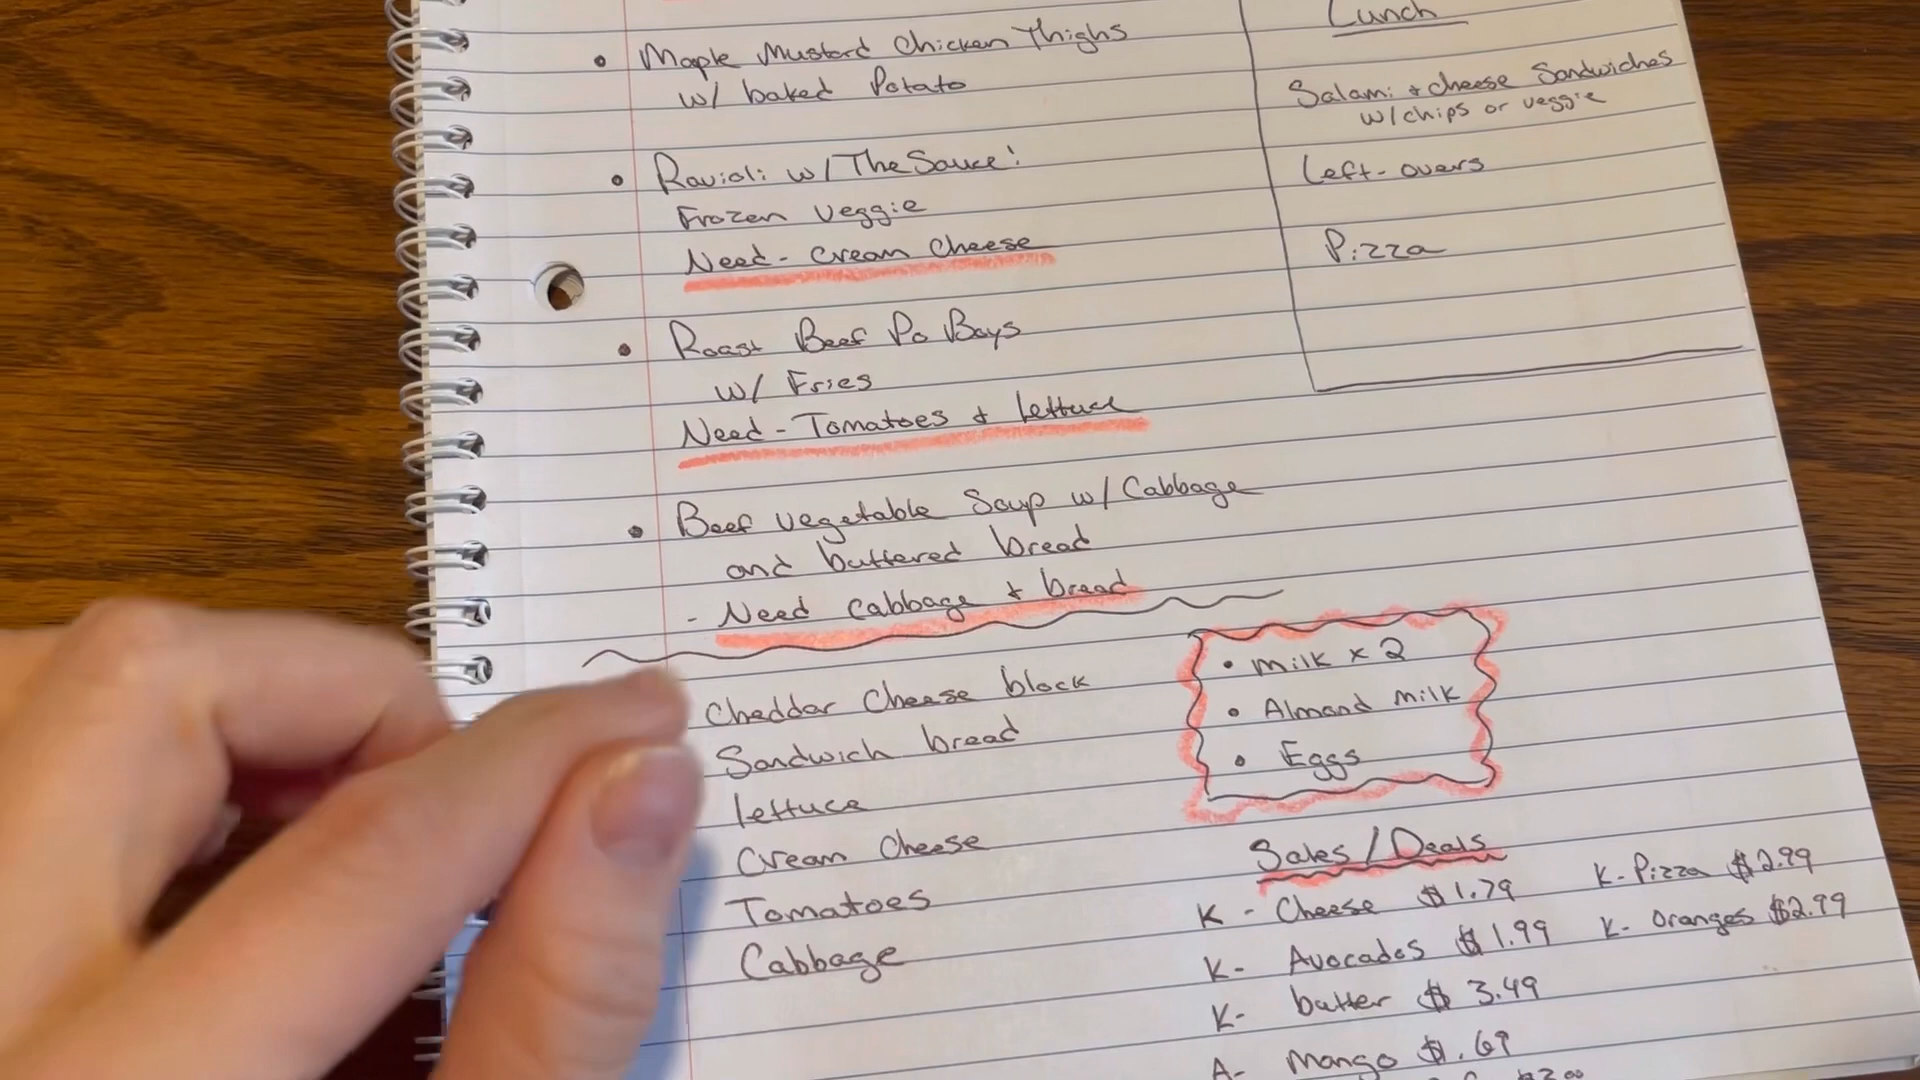 Maple Mustard Chicken Thighs
w/ baked Potato
Ravioli w/ The Sauce!
Frozen Veggie
Need - Cream Cheese
Roast Beef Po Boys
w/ Fries
Need - Tomatoes + Lettuce
Beef Vegetable Soup w/ Cabbage
and buttered bread
- Need Cabbage + bread
Lunch
Salami + cheese Sandwiches
w/ chips or veggie
Left-overs
Pizza
Cheddar Cheese block
Sandwich bread
lettuce
Cream Cheese
Tomatoes
Cabbage
• Milk x 2
• Almond Milk
• Eggs
Sales / Deals
K - Cheese $1.79
K - Avocados $1.99
K - butter $3.49
A - Mango $.69
K - Pizza $2.99
K - Oranges $2.99